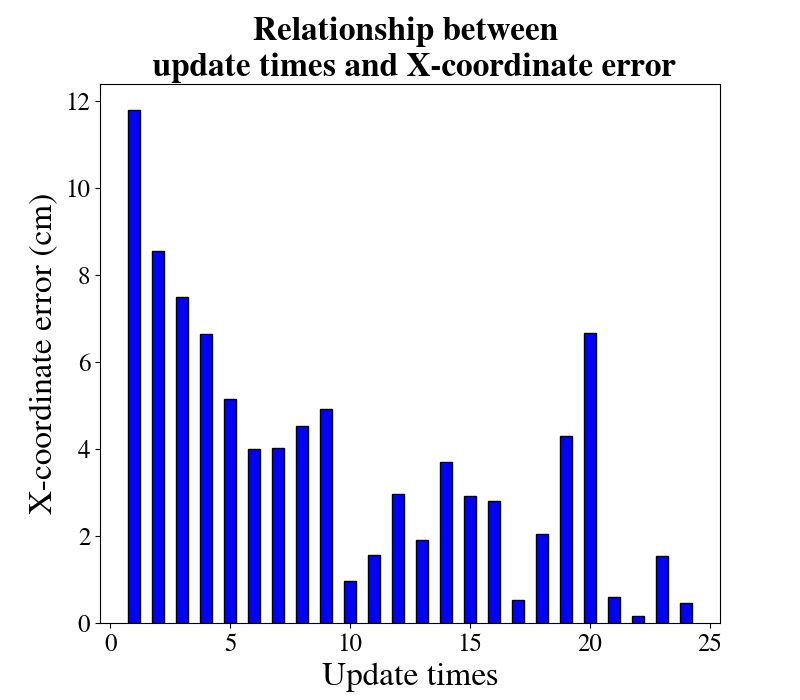 Relationship between
update times and X-coordinate error
12
10
8
6
4
2
0
X-coordinate error (cm)
0 5 10 15 20 25
Update times